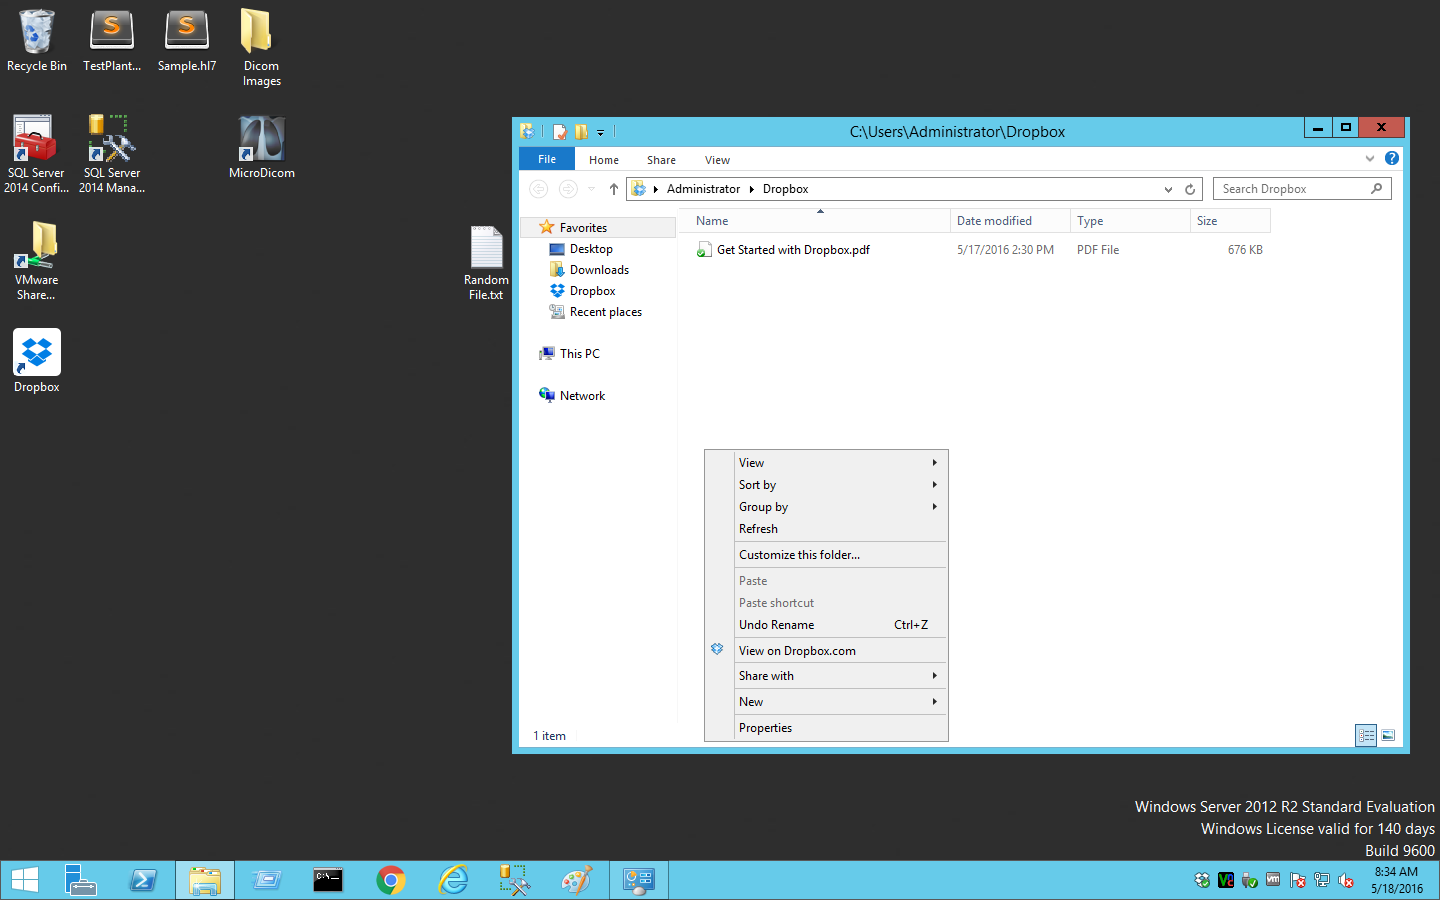 Recycle Bin
TestPlant...
Sample.hl7
Dicom
Images
SQL Server
2014 Confi...
SQL Server
2014 Mana...
MicroDicom
VMware
Share...
Random
File.txt
Dropbox
C:\Users\Administrator\Dropbox
File
Home
Share
View
Administrator
Dropbox
Search Dropbox
Favorites
Desktop
Downloads
Dropbox
Recent places
This PC
Network
Name
Date modified
Type
Size
Get Started with Dropbox.pdf
5/17/2016 2:30 PM
PDF File
676 KB
View
Sort by
Group by
Refresh
Customize this folder...
Paste
Paste shortcut
Undo Rename Ctrl+Z
View on Dropbox.com
Share with
New
Properties
1 item
Windows Server 2012 R2 Standard Evaluation
Windows License valid for 140 days
Build 9600
8:34 AM
5/18/2016